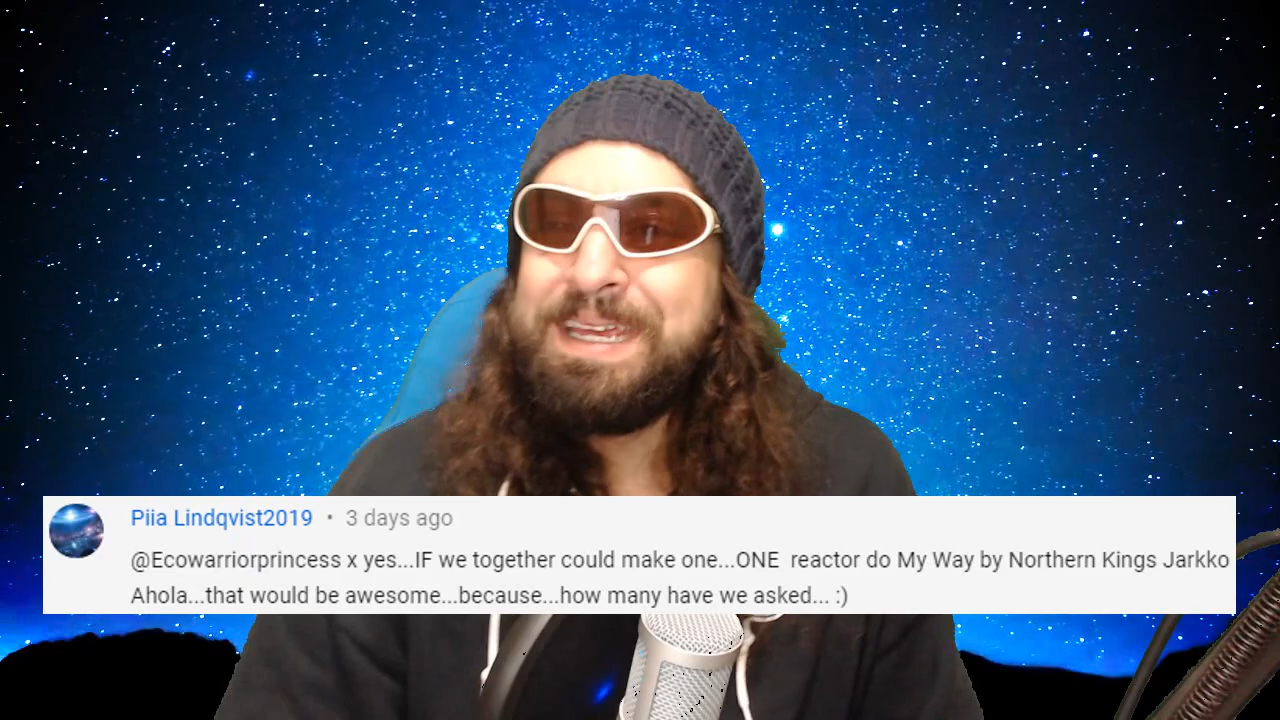 Piia Lindqvist2019 • 3 days ago
@Ecowarriorprincess x yes...IF we together could make one...ONE  reactor do My Way by Northern Kings Jarkko
Ahola...that would be awesome...because...how many have we asked... :)